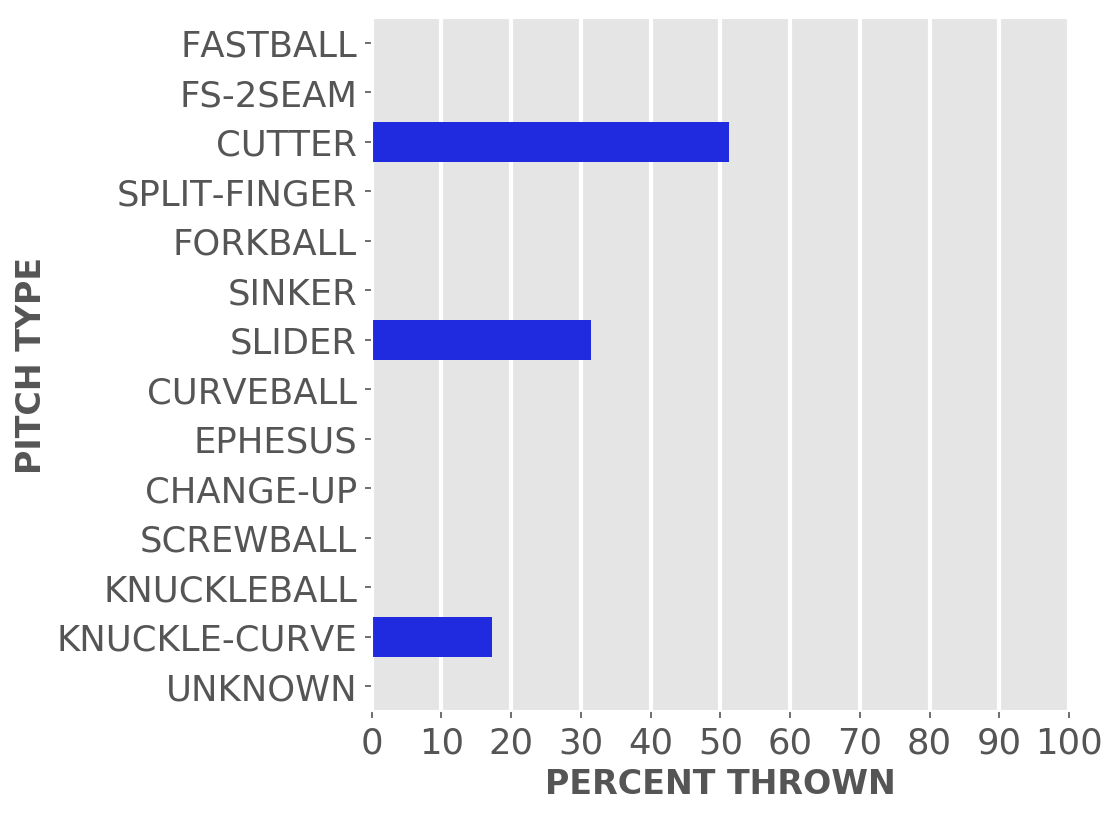 FASTBALL
FS-2SEAM
CUTTER
SPLIT-FINGER
FORKBALL
SINKER
SLIDER
CURVEBALL
EPHESUS
CHANGE-UP
SCREWBALL
KNUCKLEBALL
KNUCKLE-CURVE
UNKNOWN
PITCH TYPE
0 10 20 30 40 50 60 70 80 90 100
PERCENT THROWN